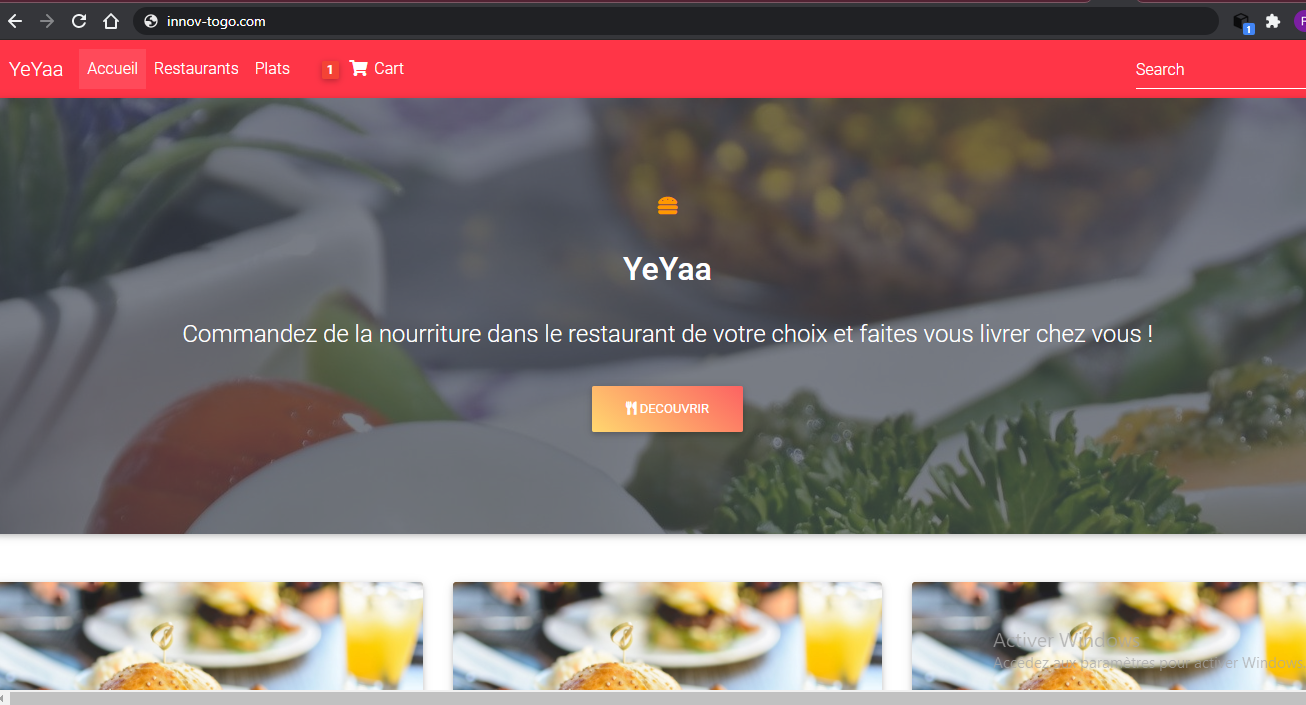 innov-togo.com
1
F
YeYaa
Accueil
Restaurants
Plats
1
Cart
Search
YeYaa
Commandez de la nourriture dans le restaurant de votre choix et faites vous livrer chez vous !
DECOUVRIR
Activer Windows
Accédez aux paramètres pour activer Windows.